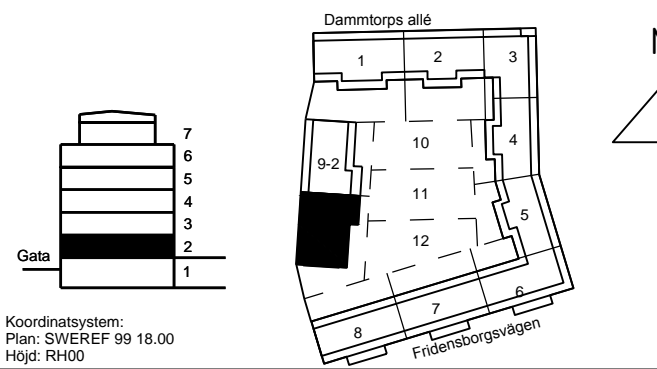 Dammtorps allé
N
1
2
3
4
5
6
7
8
9-2
10
11
12
Fridensborgsvägen
7
6
5
4
3
2
1
Gata
Koordinatsystem:
Plan: SWEREF 99 18.00
Höjd: RH00